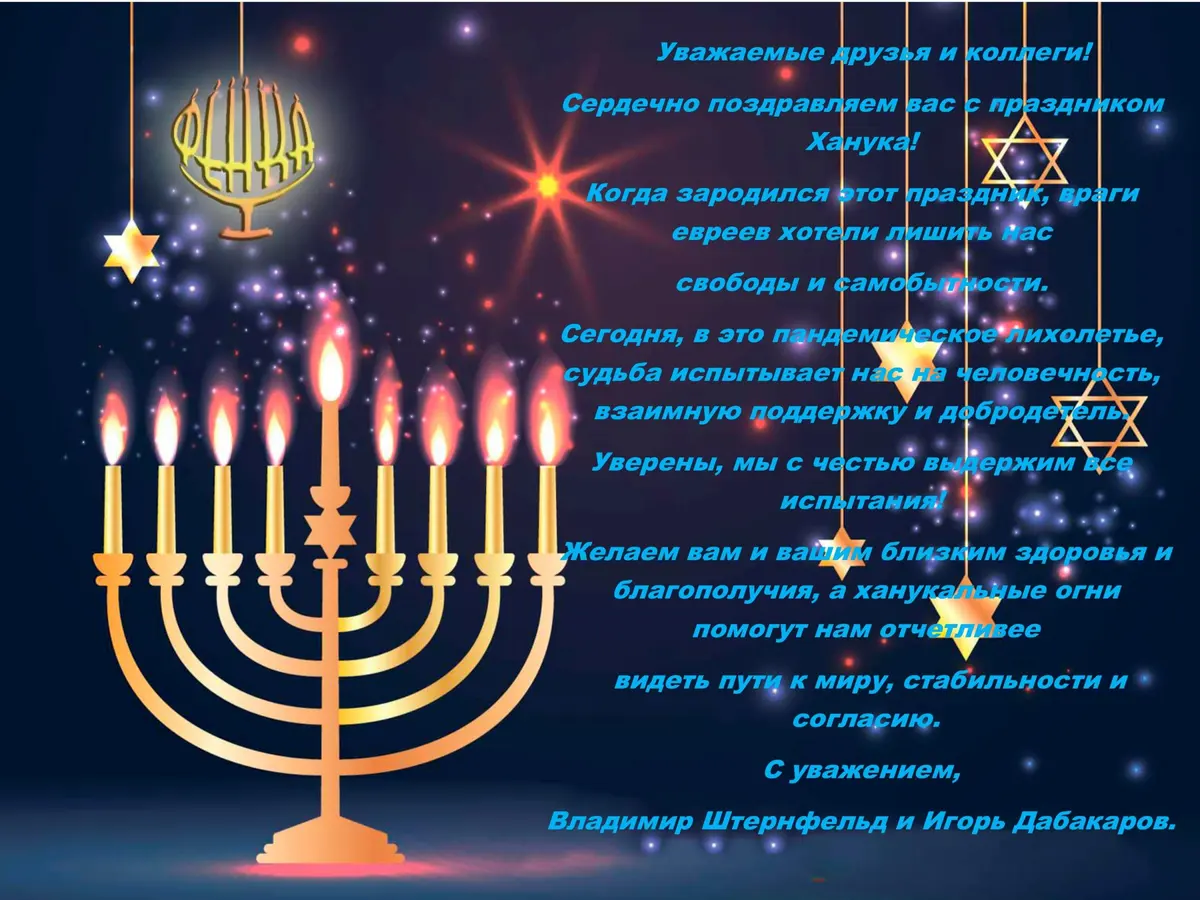 ФЕНКА
Уважаемые друзья и коллеги!
Сердечно поздравляем вас с праздником
Ханука!
Когда зародился этот праздник, враги
евреев хотели лишить нас
свободы и самобытности.
Сегодня, в это пандемическое лихолетье,
судьба испытывает нас на человечность,
взаимную поддержку и добродетель.
Уверены, мы с честью выдержим все
испытания!
Желаем вам и вашим близким здоровья и
благополучия, а ханукальные огни
помогут нам отчетливее
видеть пути к миру, стабильности и
согласию.
С уважением,
Владимир Штернфельд и Игорь Дабакаров.